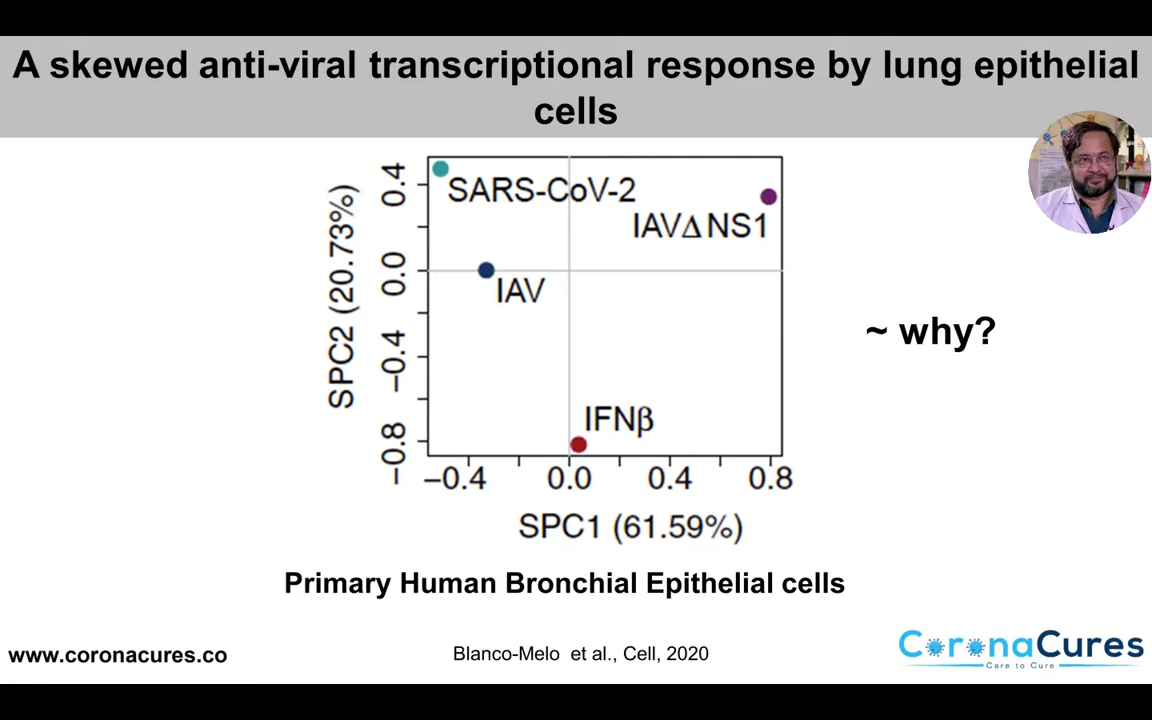 A skewed anti-viral transcriptional response by lung epithelial
cells
SPC2 (20.73%)
0.4
0.0
−0.4
−0.8
SARS-CoV-2
IAVΔNS1
IAV
IFNβ
−0.4 0.0 0.4 0.8
SPC1 (61.59%)
~ why?
Primary Human Bronchial Epithelial cells
www.coronacures.co
Blanco-Melo et al., Cell, 2020
CoronaCures
Care to Cure